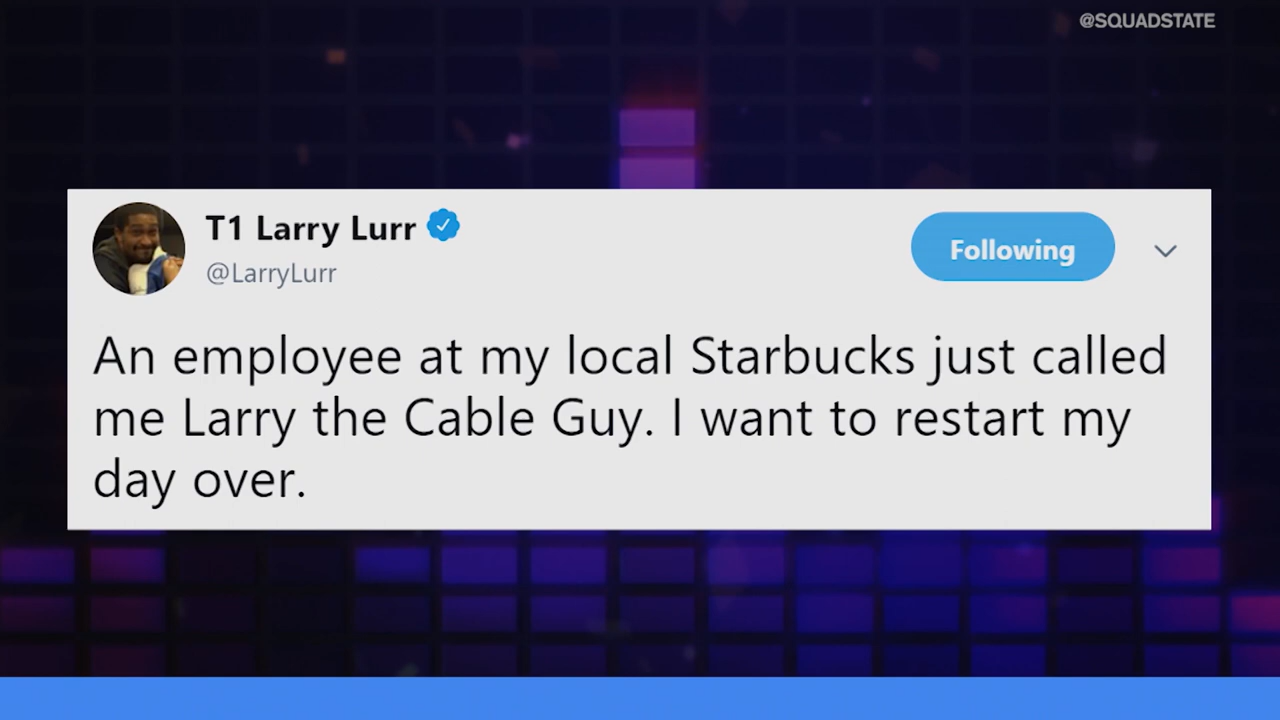 @SQUADSTATE
T1 Larry Lurr
@LarryLurr
Following
An employee at my local Starbucks just called
me Larry the Cable Guy. I want to restart my
day over.